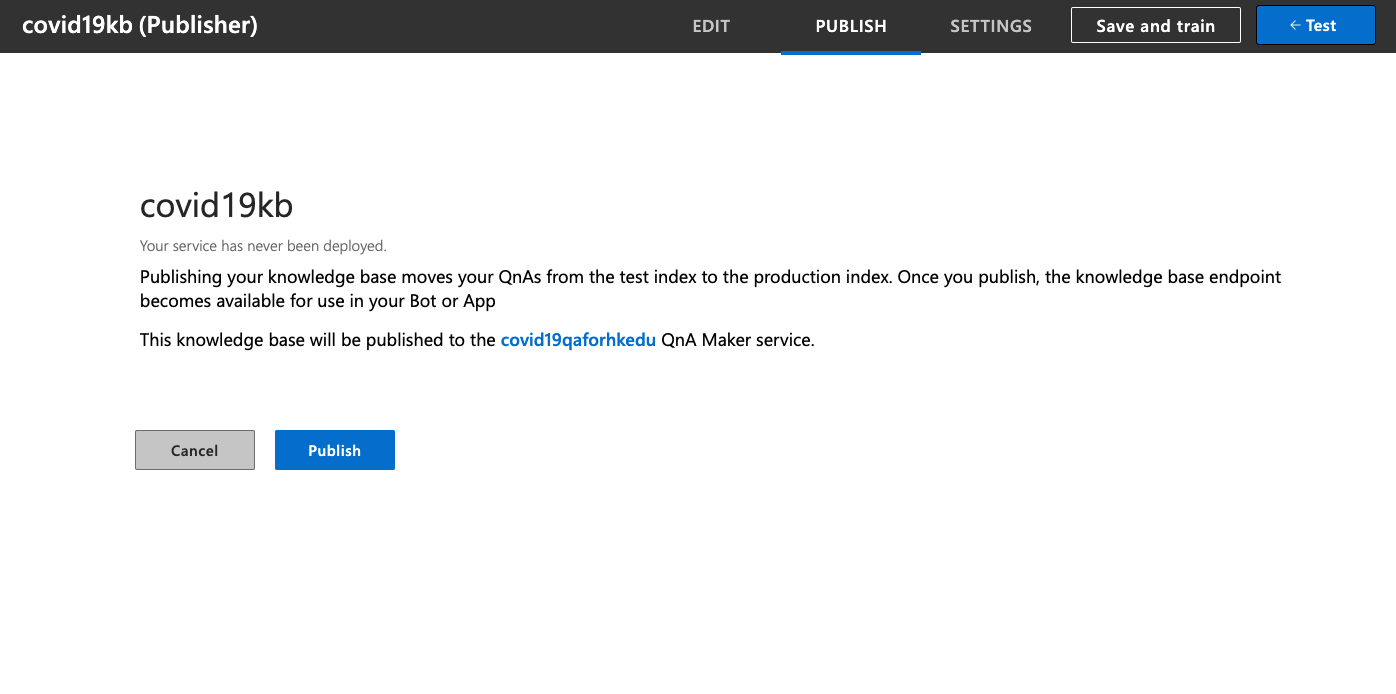 covid19kb (Publisher)
EDIT
PUBLISH
SETTINGS
Save and train
← Test
covid19kb
Your service has never been deployed.
Publishing your knowledge base moves your QnAs from the test index to the production index. Once you publish, the knowledge base endpoint
becomes available for use in your Bot or App
This knowledge base will be published to the covid19qaforhkedu QnA Maker service.
Cancel
Publish